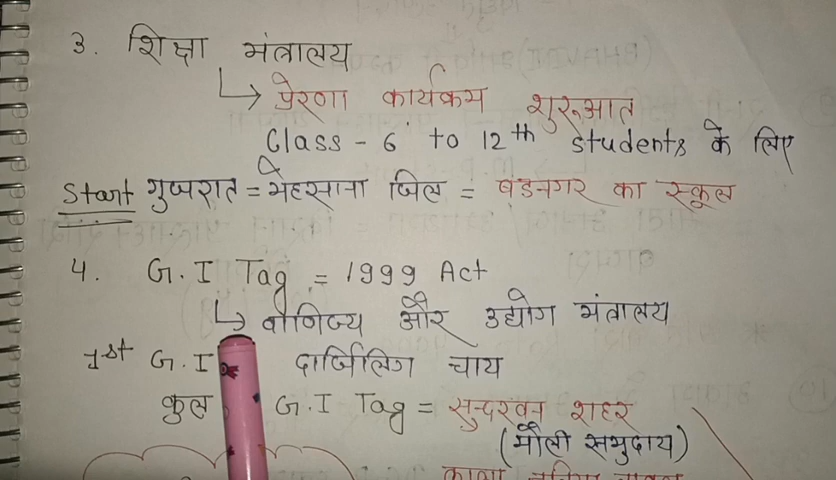 3. शिक्षा मंत्रालय
↳ प्रेरणा कार्यक्रम शुरूआत
Class - 6 to 12th students के लिए
Start गुजरात = मेहसाना जिल = वडनगर का स्कूल
4. G.I Tag = 1999 Act
↳ वाणिज्य और उद्योग मंत्रालय
1st G.I दार्जिलिंग चाय
कुल G.I Tag = सुन्दरवन शहर
(मौली समुदाय)